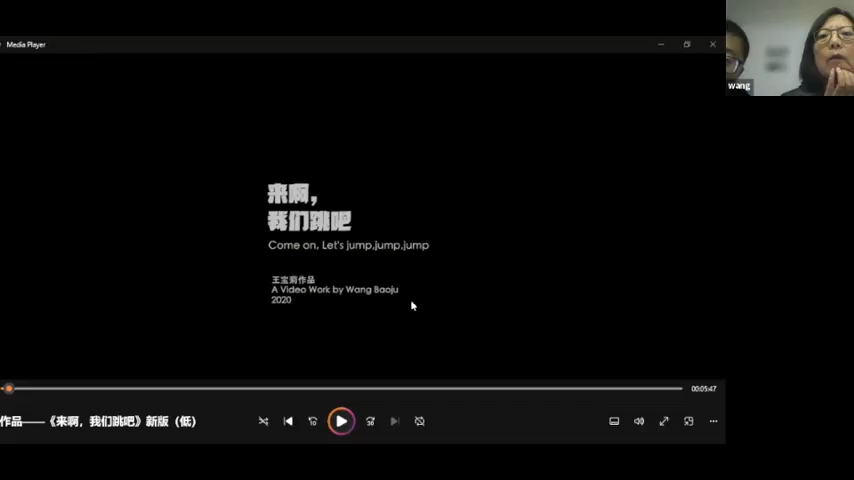 Media Player
wang
来啊，
我们跳吧
Come on, Let's jump,jump,jump
王宝菊作品
A Video Work by Wang Baoju
2020
00:05:47
作品——《来啊，我们跳吧》新版（低）
10
30